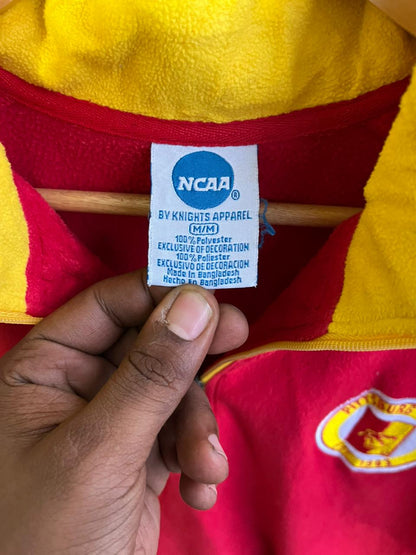 NCAA®
BY KNIGHTS APPAREL
M/M
100% Polyester
EXCLUSIVE OF DECORATION
100% Poliester
EXCLUSIVO DE DECORACION
Made in Bangladesh
Hecho en Bangladesh